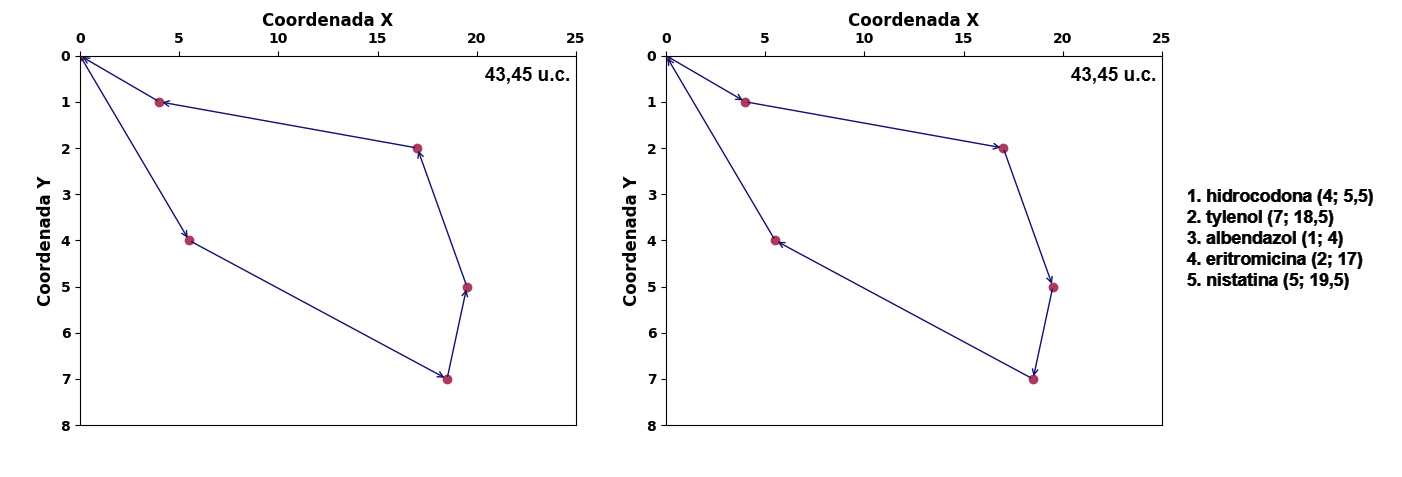 Coordenada X
0 5 10 15 20 25
43,45 u.c.
Coordenada Y
0
1
2
3
4
5
6
7
8
Coordenada X
0 5 10 15 20 25
43,45 u.c.
Coordenada Y
0
1
2
3
4
5
6
7
8
1. hidrocodona (4; 5,5)
2. tylenol (7; 18,5)
3. albendazol (1; 4)
4. eritromicina (2; 17)
5. nistatina (5; 19,5)